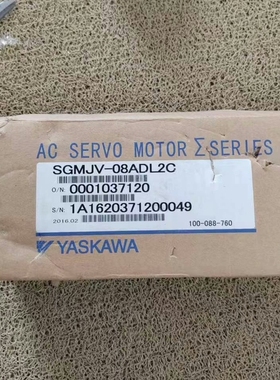 AC SERVO MOTOR Σ SERIES
SGMJV-08ADL2C
O/N 0001037120
S/N 1A1620371200049
2016.02
100-088-760
YASKAWA